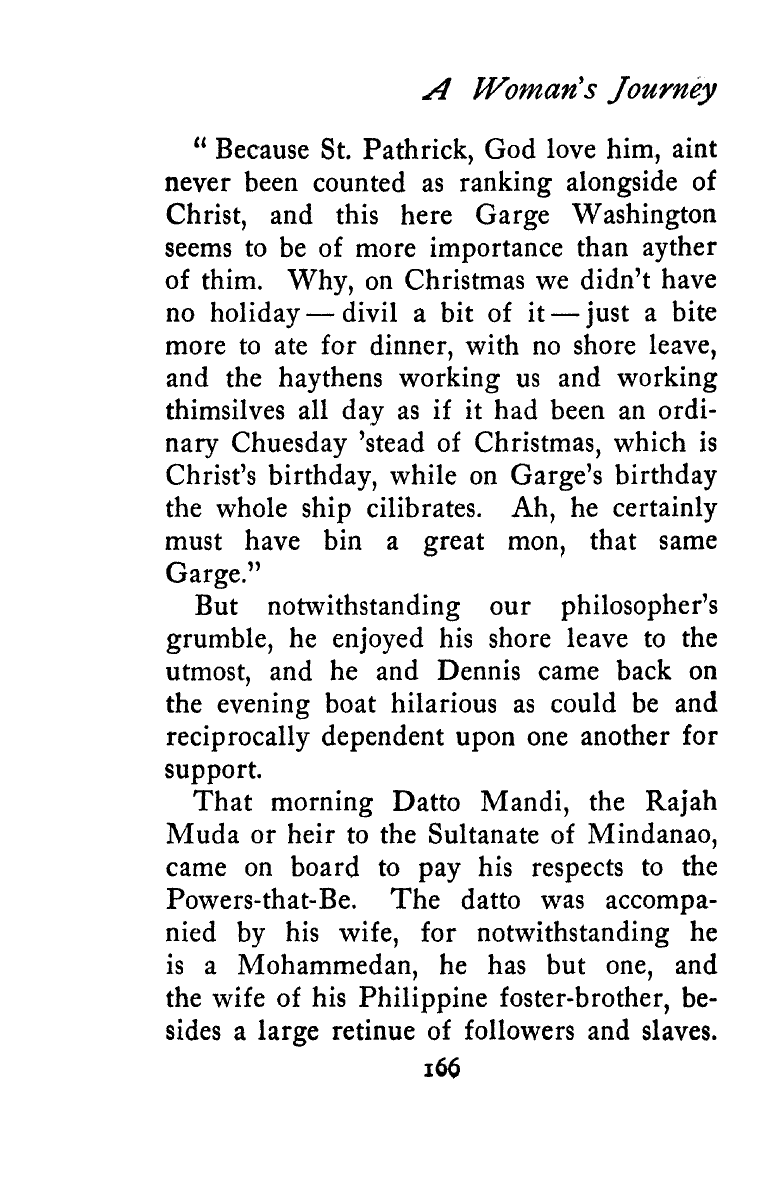 A Woman's Journey
“ Because St. Pathrick, God love him, aint
never been counted as ranking alongside of
Christ, and this here Garge Washington
seems to be of more importance than ayther
of thim. Why, on Christmas we didn’t have
no holiday — divil a bit of it — just a bite
more to ate for dinner, with no shore leave,
and the haythens working us and working
thimsilves all day as if it had been an ordi-
nary Chuesday ’stead of Christmas, which is
Christ’s birthday, while on Garge’s birthday
the whole ship cilibrates. Ah, he certainly
must have bin a great mon, that same
Garge.”
But notwithstanding our philosopher’s
grumble, he enjoyed his shore leave to the
utmost, and he and Dennis came back on
the evening boat hilarious as could be and
reciprocally dependent upon one another for
support.
That morning Datto Mandi, the Rajah
Muda or heir to the Sultanate of Mindanao,
came on board to pay his respects to the
Powers-that-Be. The datto was accompa-
nied by his wife, for notwithstanding he
is a Mohammedan, he has but one, and
the wife of his Philippine foster-brother, be-
sides a large retinue of followers and slaves.
166